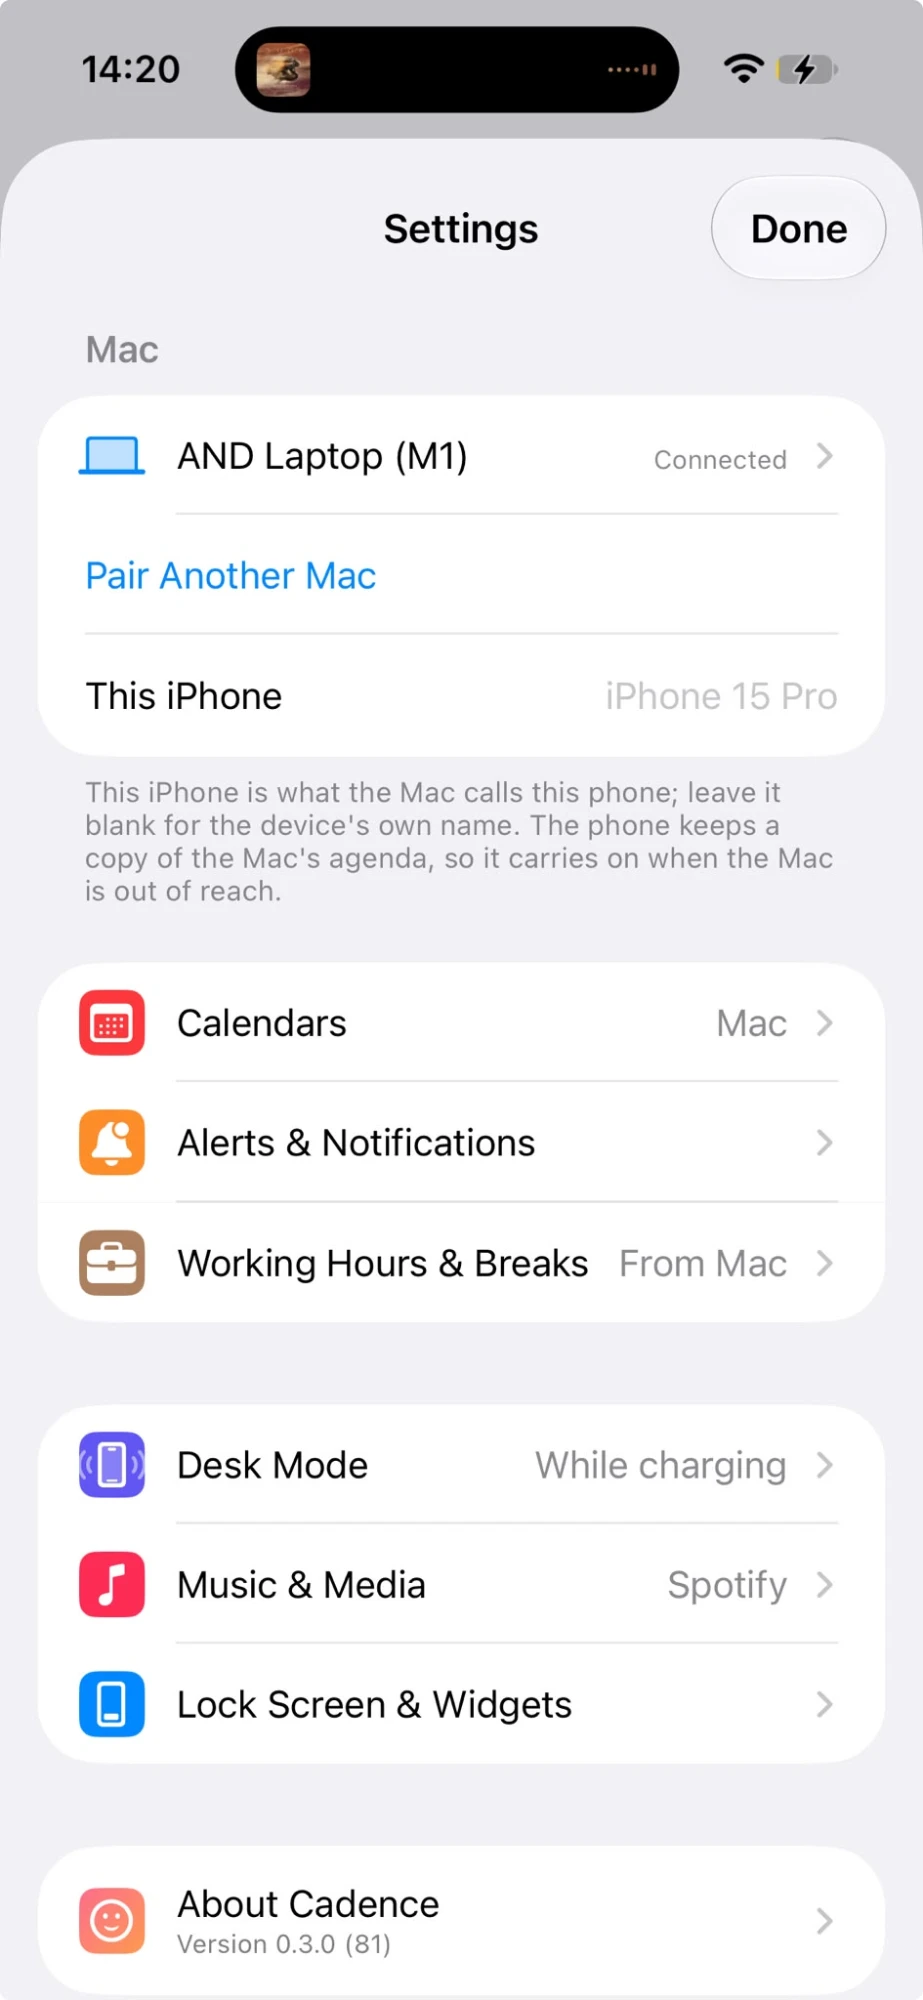 14:20
Settings
Done
Mac
AND Laptop (M1)
Connected
Pair Another Mac
This iPhone
iPhone 15 Pro
This iPhone is what the Mac calls this phone; leave it
blank for the device's own name. The phone keeps a
copy of the Mac's agenda, so it carries on when the Mac
is out of reach.
Calendars
Mac
Alerts & Notifications
Working Hours & Breaks
From Mac
Desk Mode
While charging
Music & Media
Spotify
Lock Screen & Widgets
About Cadence
Version 0.3.0 (81)